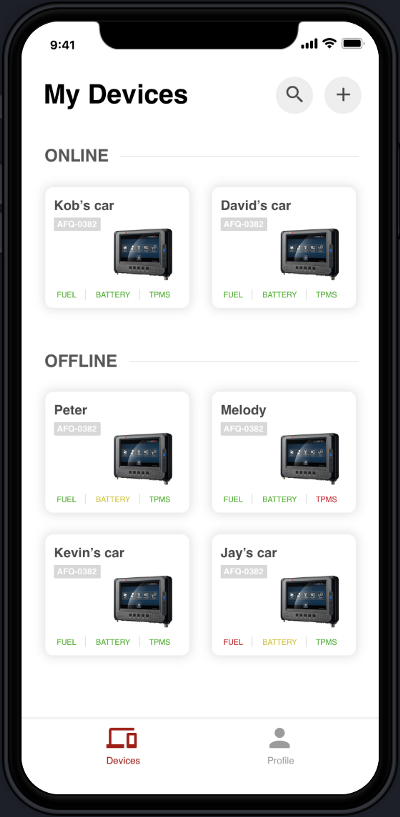 9:41
My Devices
ONLINE
Kob's car
AFQ-0382
FUEL BATTERY TPMS
David's car
AFQ-0382
FUEL BATTERY TPMS
OFFLINE
Peter
AFQ-0382
FUEL BATTERY TPMS
Melody
AFQ-0382
FUEL BATTERY TPMS
Kevin's car
AFQ-0382
FUEL BATTERY TPMS
Jay's car
AFQ-0382
FUEL BATTERY TPMS
Devices
Profile